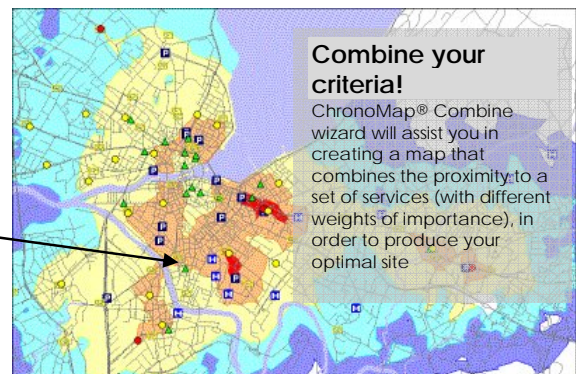 Combine your
criteria!
ChronoMap® Combine
wizard will assist you in
creating a map that
combines the proximity to a
set of services (with different
weights of importance), in
order to produce your
optimal site
P
P
P
P
P
P
P
P
P
P
H
H
H
H
H